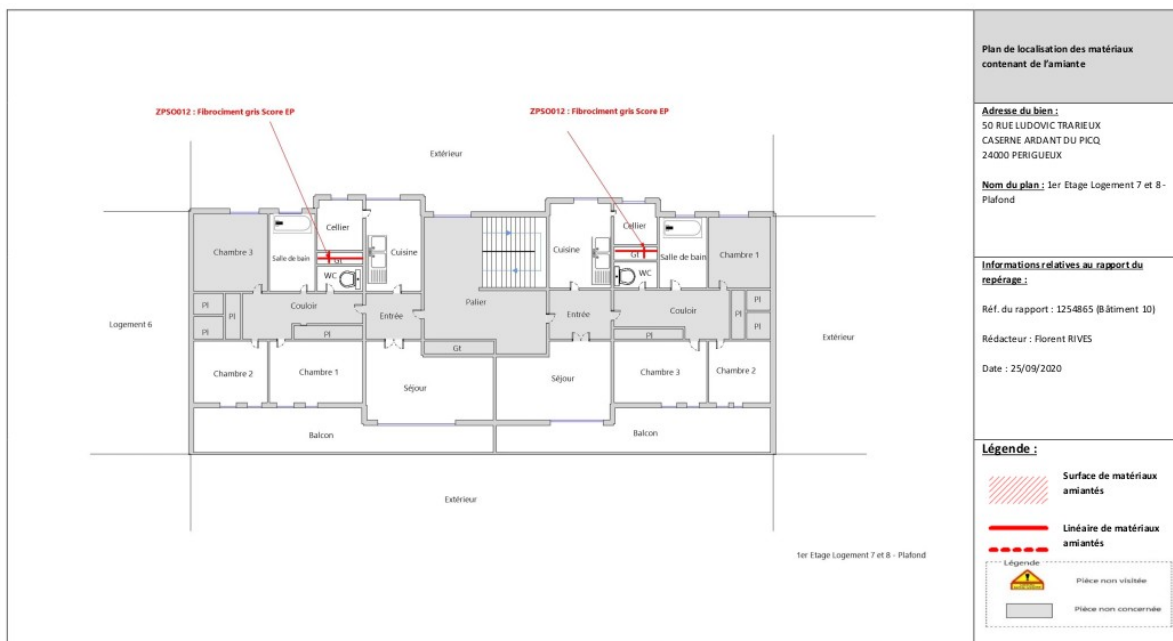 Plan de localisation des matériaux
contenant de l'amiante
Adresse du bien :
50 RUE LUDOVIC TRARIEUX
CASERNE ARDANT DU PICQ
24000 PERIGUEUX
Nom du plan : 1er Etage Logement 7 et 8 -
Plafond
Informations relatives au rapport du
repérage :
Réf. du rapport : 1254865 (Bâtiment 10)
Rédacteur : Florent RIVES
Date : 25/09/2020
Légende :
Surface de matériaux
amiantés
Linéaire de matériaux
amiantés
Légende
Pièce non visitée
Pièce non concernée
ZPSO012 : Fibrociment gris Score EP
ZPSO012 : Fibrociment gris Score EP
Extérieur
Chambre 3
Salle de bain
Cellier
Gt
WC
Cuisine
Palier
Cuisine
Cellier
Gt
WC
Salle de bain
Chambre 1
Logement 6
Pl
Pl
Pl
Couloir
Pl
Entrée
Gt
Entrée
Couloir
Pl
Pl
Pl
Pl
Extérieur
Chambre 2
Chambre 1
Séjour
Séjour
Chambre 3
Chambre 2
Balcon
Balcon
Extérieur
1er Etage Logement 7 et 8 - Plafond